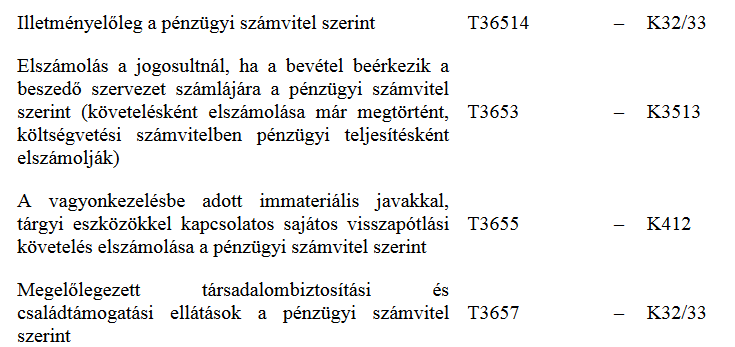 Illetményelőleg a pénzügyi számvitel szerint T36514 – K32/33
Elszámolás a jogosultnál, ha a bevétel beérkezik a
beszedő szervezet számlájára a pénzügyi számvitel
szerint (követelésként elszámolása már megtörtént, T3653 – K3513
költségvetési számvitelben pénzügyi teljesítésként
elszámolják)
A vagyonkezelésbe adott immateriális javakkal,
tárgyi eszközökkel kapcsolatos sajátos visszapótlási T3655 – K412
követelés elszámolása a pénzügyi számvitel szerint
Megelőlegezett társadalombiztosítási és
családtámogatási ellátások a pénzügyi számvitel T3657 – K32/33
szerint